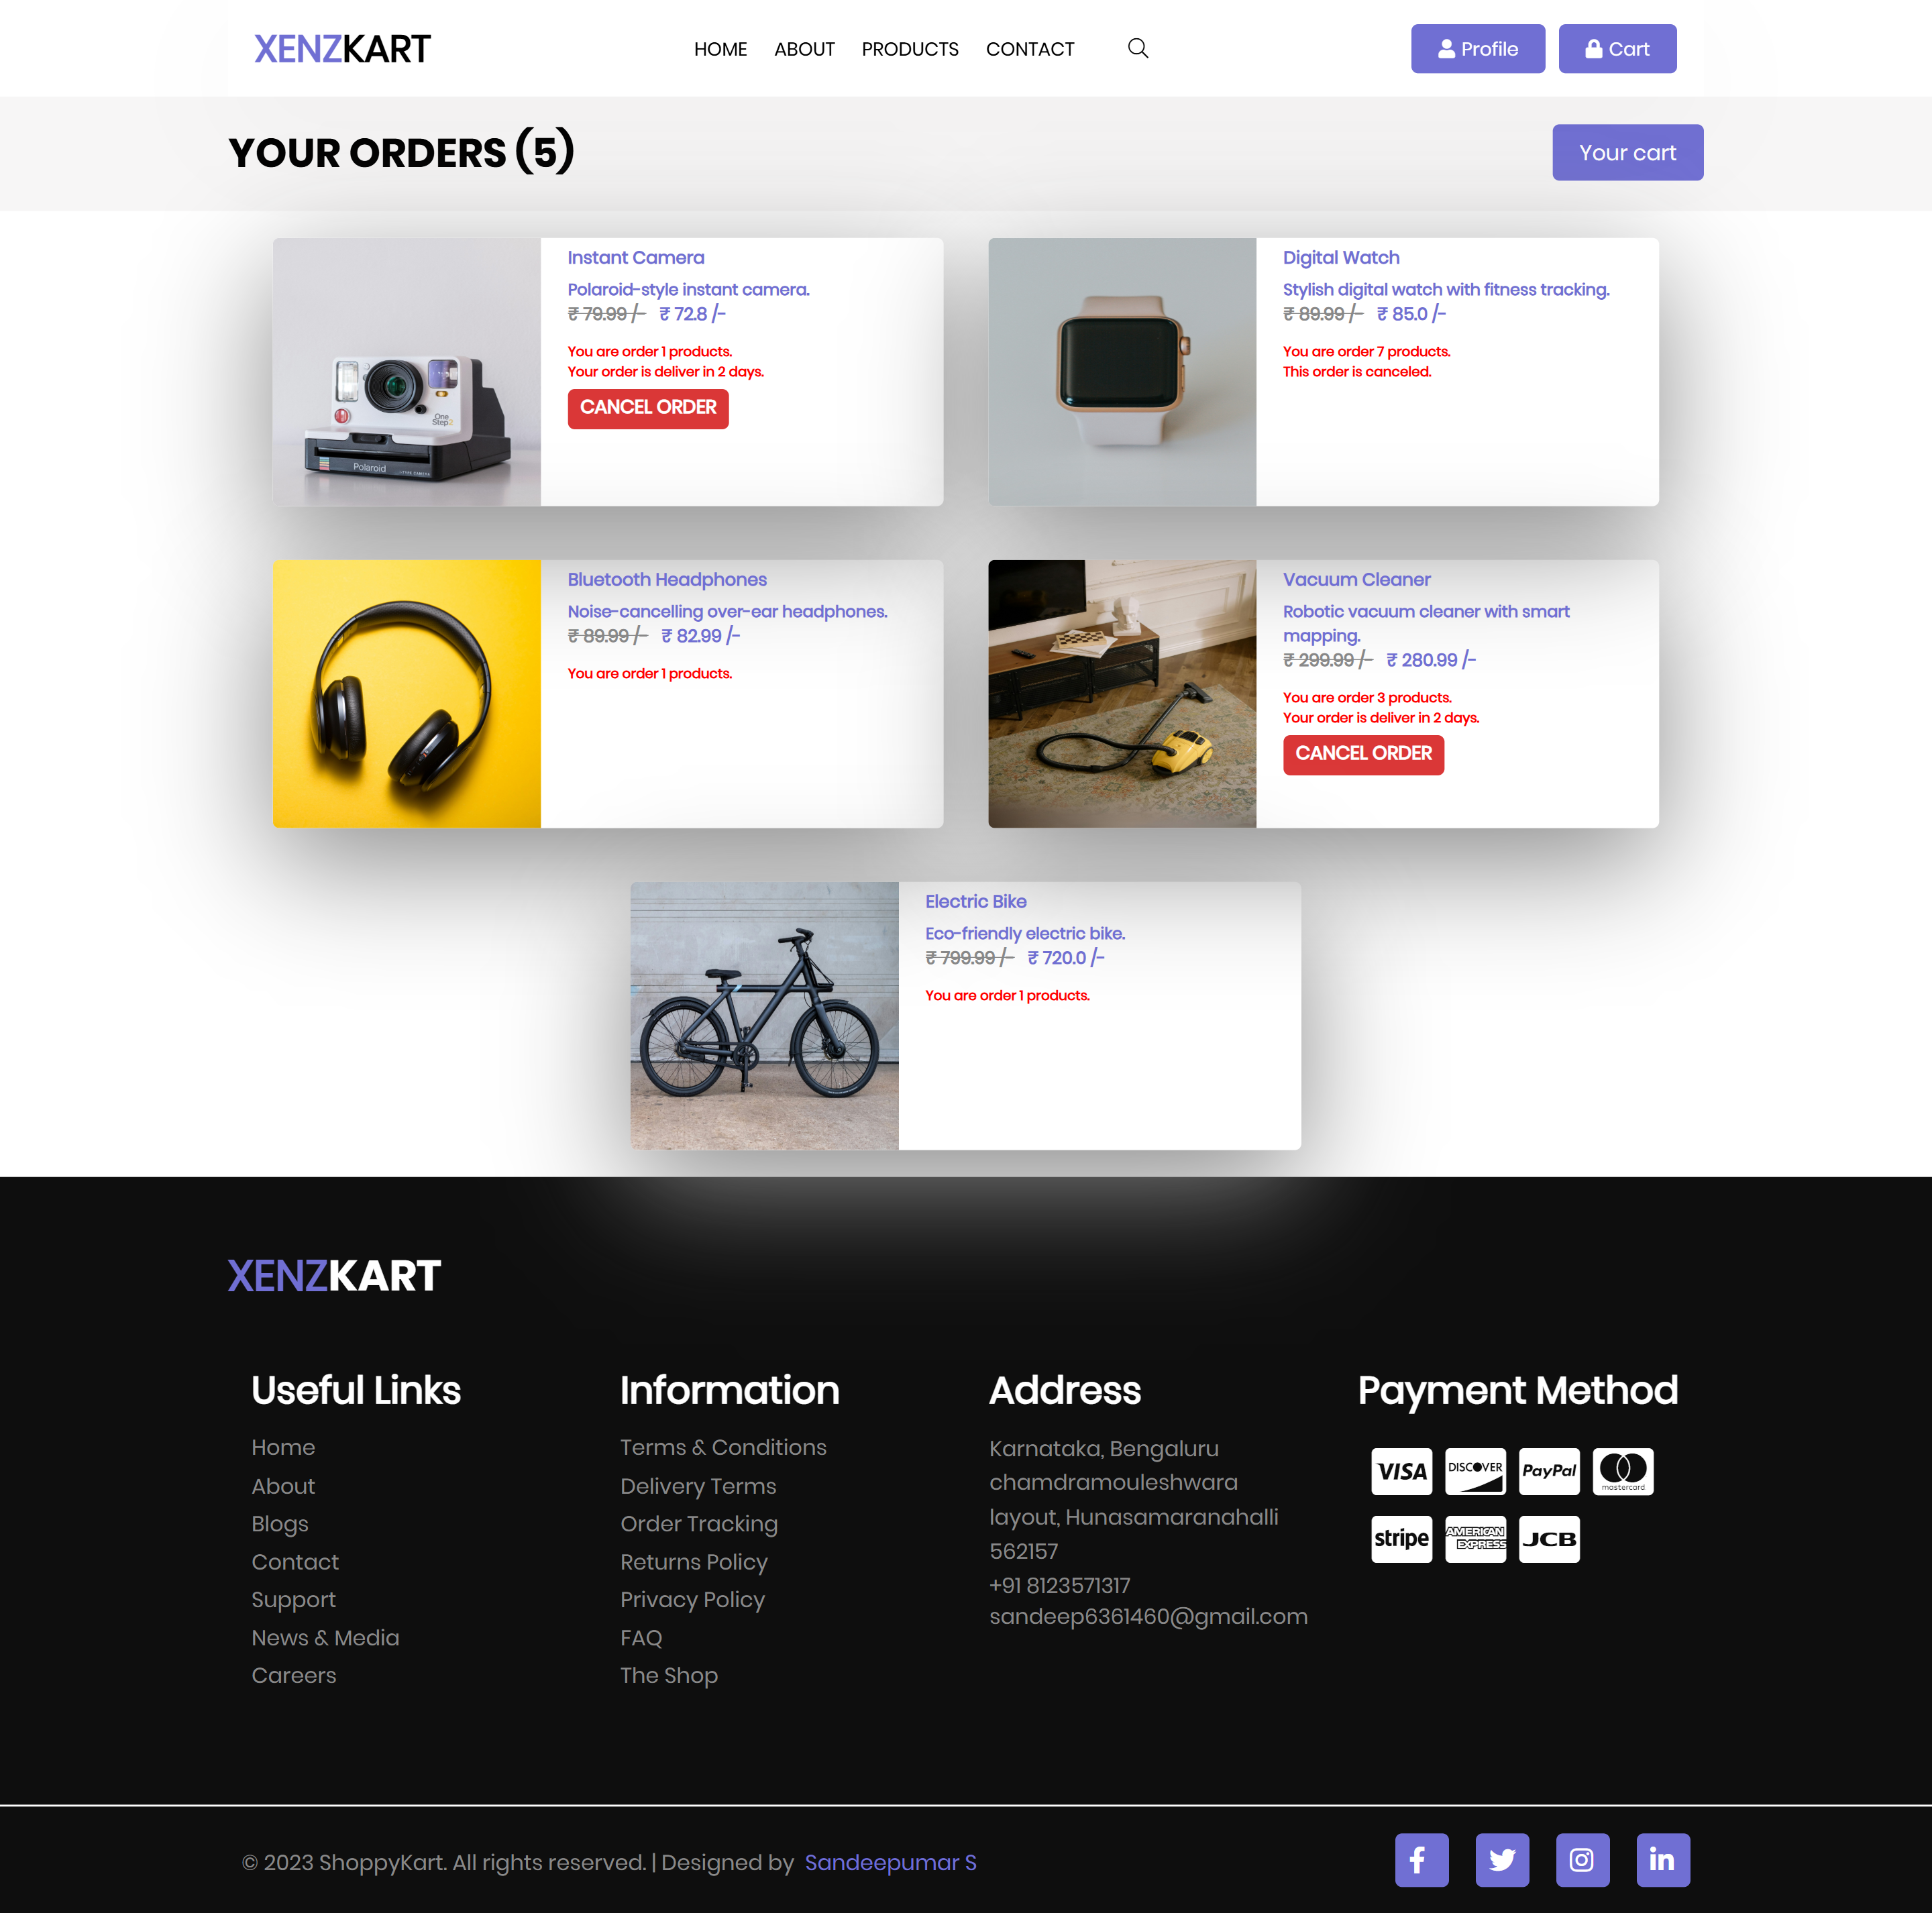 XENZKART
HOME ABOUT PRODUCTS CONTACT
Profile
Cart
YOUR ORDERS (5)
Your cart
Instant Camera
Polaroid-style instant camera.
₹ 79.99 /- ₹ 72.8 /-
You are order 1 products.
Your order is deliver in 2 days.
CANCEL ORDER
One
Step2
Polaroid
Digital Watch
Stylish digital watch with fitness tracking.
₹ 89.99 /- ₹ 85.0 /-
You are order 7 products.
This order is canceled.
Bluetooth Headphones
Noise-cancelling over-ear headphones.
₹ 89.99 /- ₹ 82.99 /-
You are order 1 products.
Vacuum Cleaner
Robotic vacuum cleaner with smart
mapping.
₹ 299.99 /- ₹ 280.99 /-
You are order 3 products.
Your order is deliver in 2 days.
CANCEL ORDER
Electric Bike
Eco-friendly electric bike.
₹ 799.99 /- ₹ 720.0 /-
You are order 1 products.
XENZKART
Useful Links
Home
About
Blogs
Contact
Support
News & Media
Careers
Information
Terms & Conditions
Delivery Terms
Order Tracking
Returns Policy
Privacy Policy
FAQ
The Shop
Address
Karnataka, Bengaluru
chamdramouleshwara
layout, Hunasamaranahalli
562157
+91 8123571317
sandeep6361460@gmail.com
Payment Method
VISA DISCOVER PayPal mastercard
stripe AMERICAN EXPRESS JCB
© 2023 ShoppyKart. All rights reserved. | Designed by Sandeepumar S